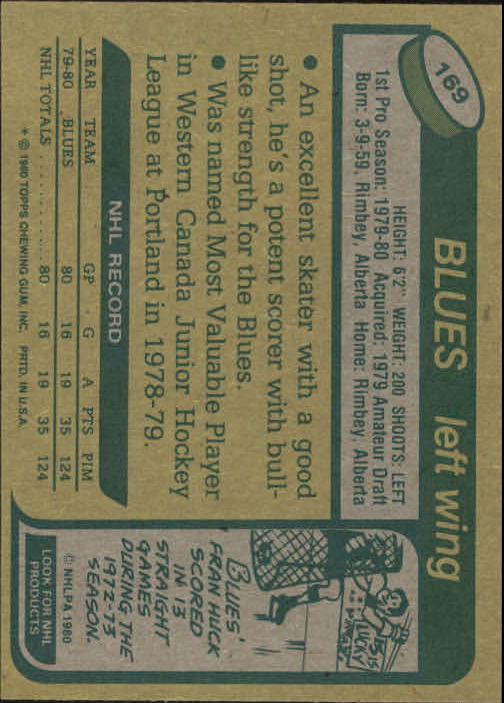 169
BLUES left wing
HEIGHT: 6'2" WEIGHT: 200 SHOOTS: LEFT
1st Pro Season: 1979-80 Acquired: 1979 Amateur Draft
Born: 3-9-59, Rimbey, Alberta Home: Rimbey, Alberta
• An excellent skater with a good
shot, he's a potent scorer with bull-
like strength for the Blues.
• Was named Most Valuable Player
in Western Canada Junior Hockey
League at Portland in 1978-79.
NHL RECORD
YEAR TEAM GP G A PTS PIM
79-80 BLUES 80 16 19 35 124
NHL TOTALS ............ 80 16 19 35 124
* © 1980 TOPPS CHEWING GUM, INC. PRTD. IN U.S.A.
13 IS
LUCKY
BLUES'
FRAN HUCK
SCORED
IN 13
STRAIGHT
GAMES
DURING THE
1972-73
SEASON.
© NHLPA 1980
LOOK FOR NHL
PRODUCTS